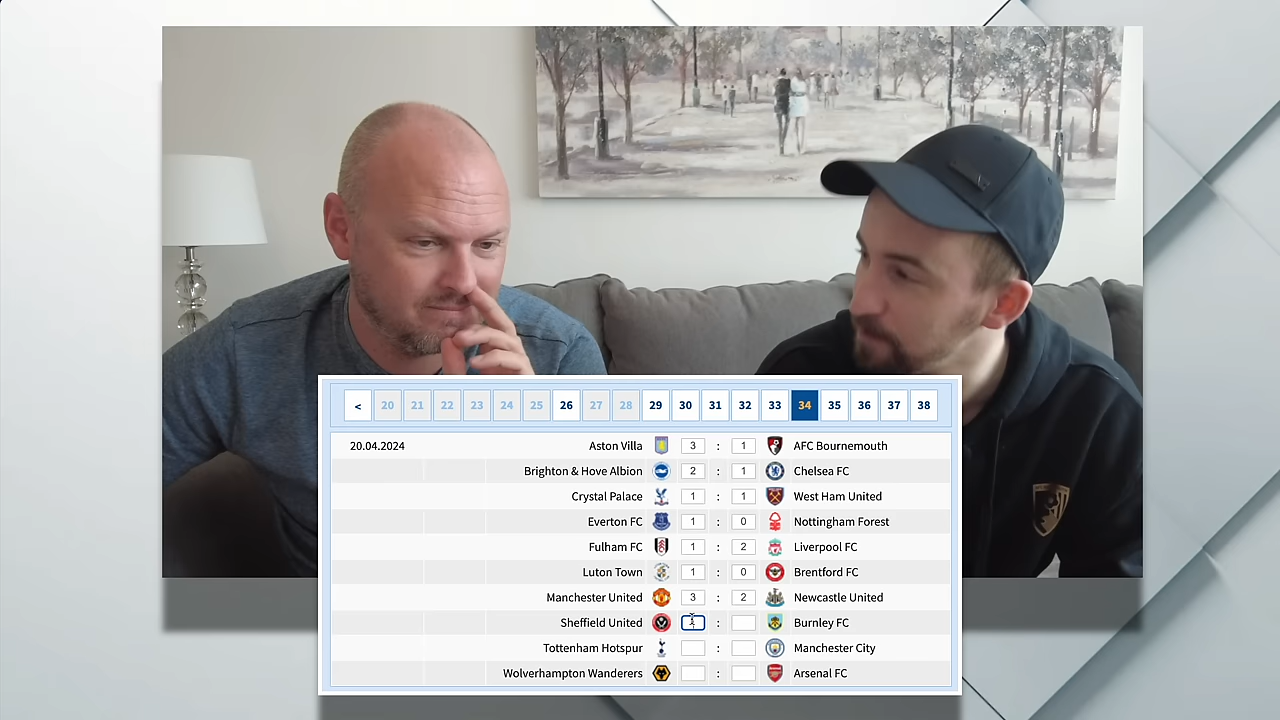 < 20 21 22 23 24 25 26 27 28 29 30 31 32 33 34 35 36 37 38
20.04.2024 Aston Villa 3 : 1 AFC Bournemouth
Brighton & Hove Albion 2 : 1 Chelsea FC
Crystal Palace 1 : 1 West Ham United
Everton FC 1 : 0 Nottingham Forest
Fulham FC 1 : 2 Liverpool FC
Luton Town 1 : 0 Brentford FC
Manchester United 3 : 2 Newcastle United
Sheffield United : Burnley FC
Tottenham Hotspur : Manchester City
Wolverhampton Wanderers : Arsenal FC